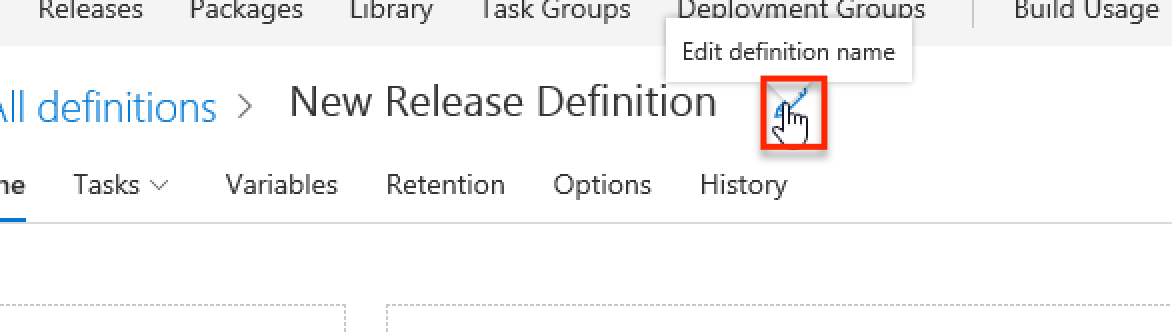 Releases Packages Library Task Groups Deployment Groups Build Usage
Edit definition name
All definitions > New Release Definition
Tasks Variables Retention Options History